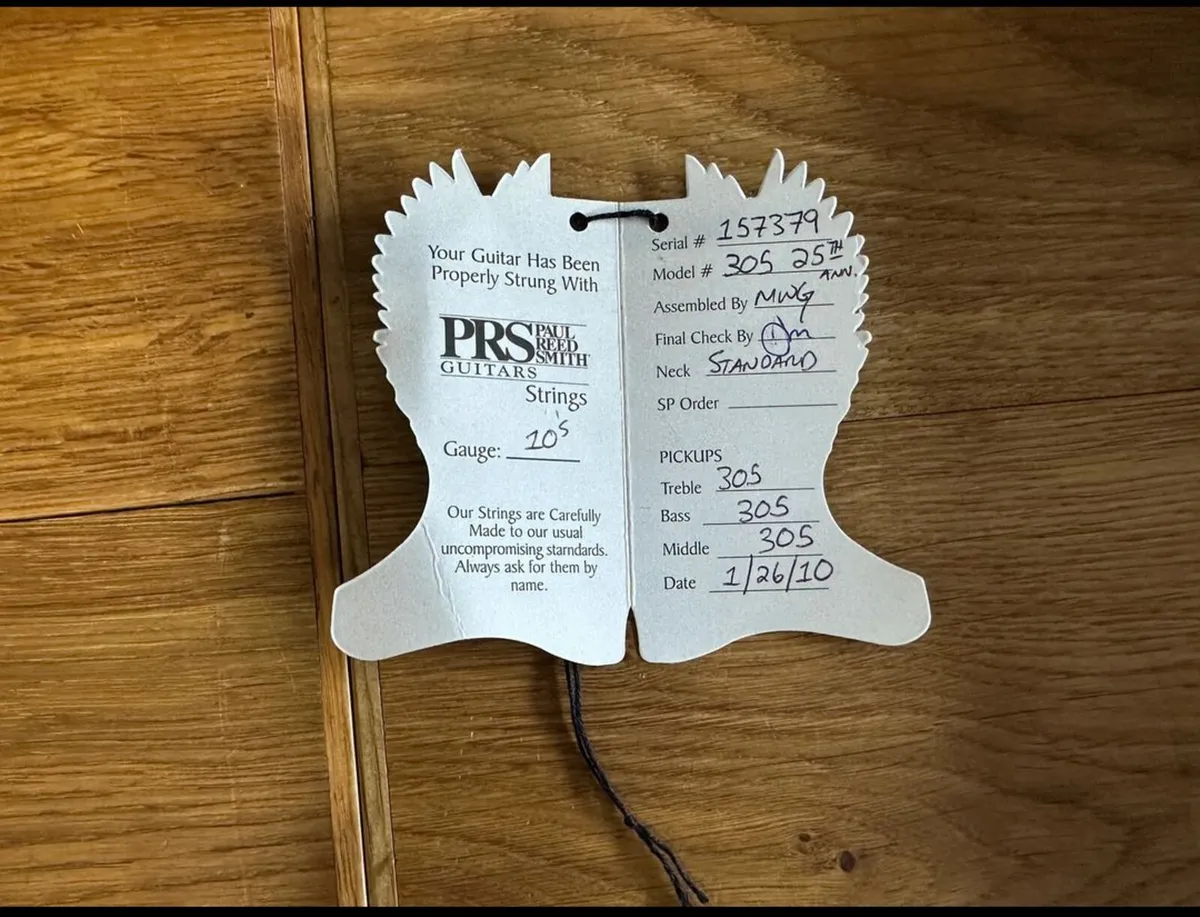 Your Guitar Has Been
Properly Strung With
PRS PAUL
REED
SMITH
GUITARS
Strings
Gauge: 10's
Our Strings are Carefully
Made to our usual
uncompromising starndards.
Always ask for them by
name.
Serial # 157379
Model # 305 25TH
ANN.
Assembled By MWG
Final Check By
Neck STANDARD
SP Order
PICKUPS
Treble 305
Bass 305
Middle 305
Date 1/26/10